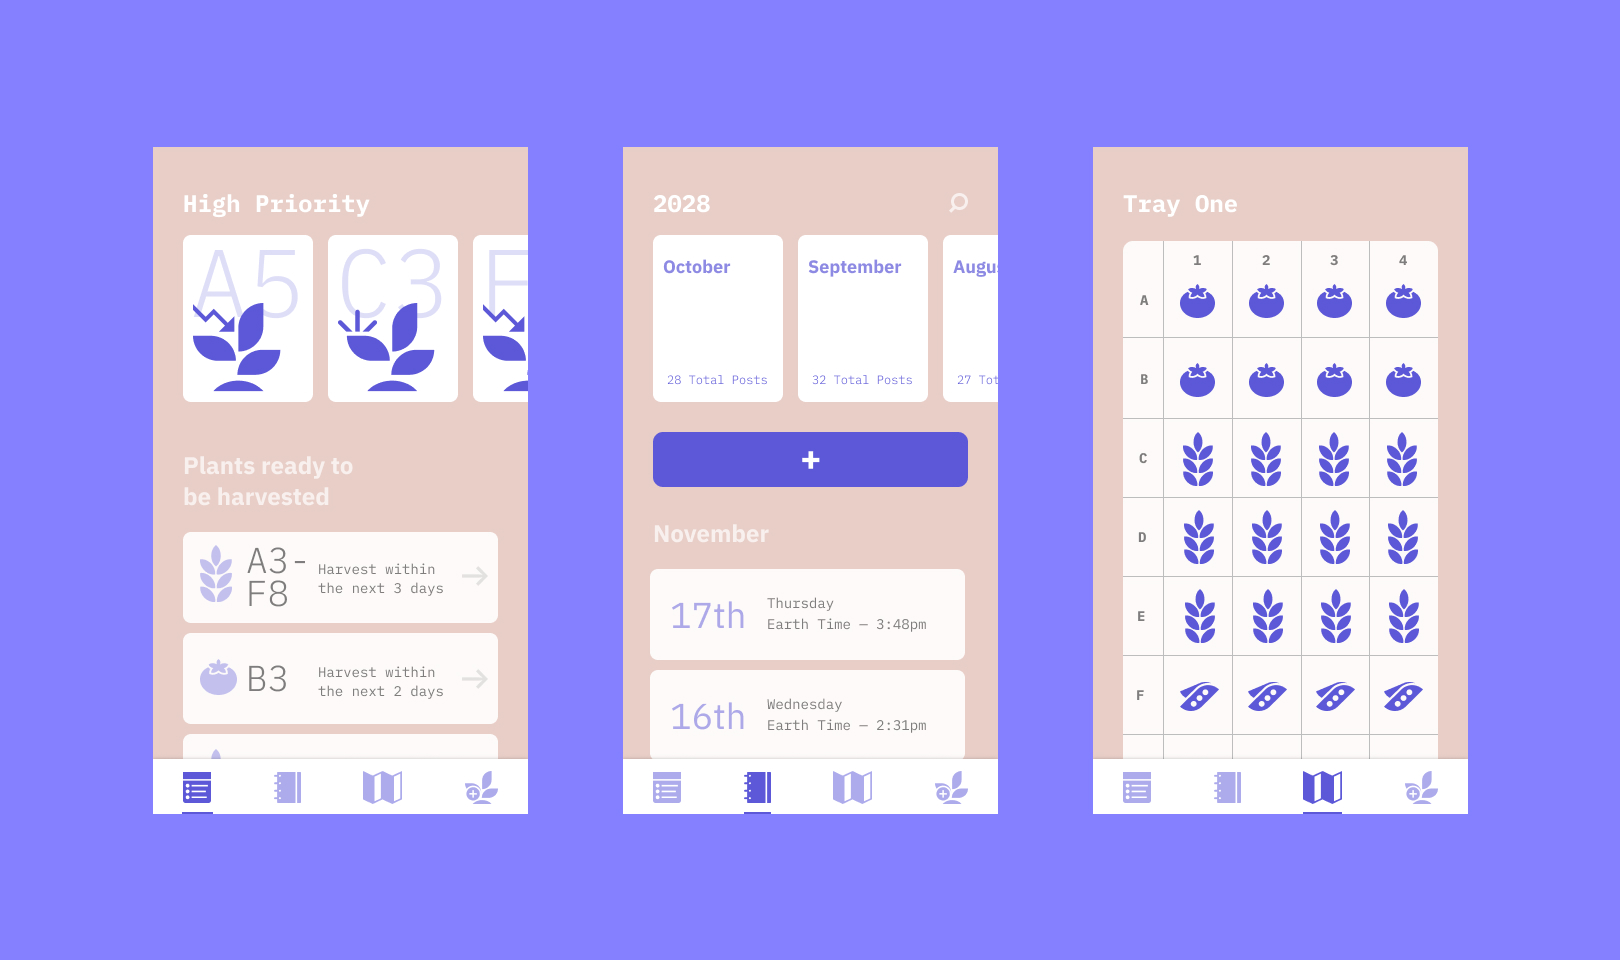 High Priority
A5
C3
Plants ready to
be harvested
A3-
F8
Harvest within
the next 3 days
B3
Harvest within
the next 2 days
2028
October
28 Total Posts
September
32 Total Posts
Augus
27 Tot
+
November
17th
Thursday
Earth Time — 3:48pm
16th
Wednesday
Earth Time — 2:31pm
Tray One
1 2 3 4
A
B
C
D
E
F